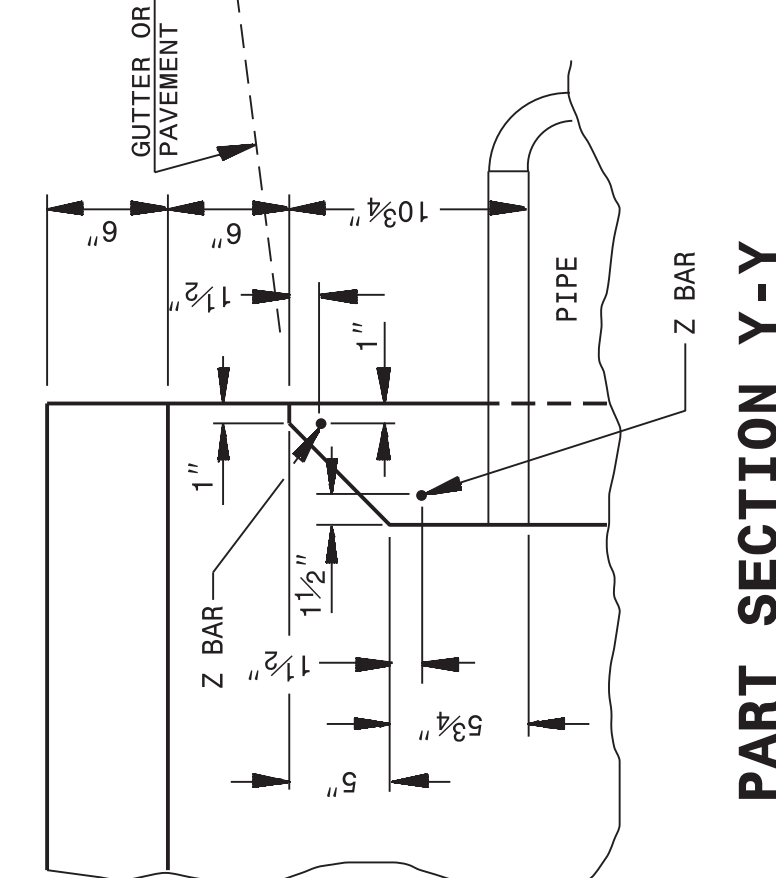 GUTTER OR
PAVEMENT
6"
6"
10¾"
1½"
1"
PIPE
Z BAR
1"
1½"
Z BAR
1½"
5¾"
5"
PART SECTION Y-Y